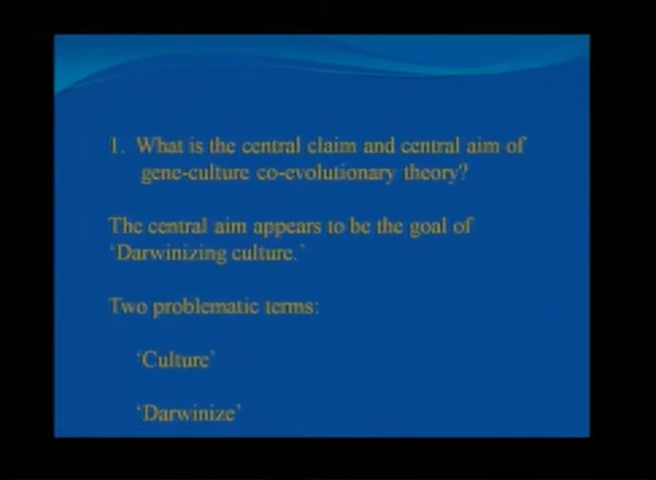 1. What is the central claim and central aim of
gene-culture co-evolutionary theory?
The central aim appears to be the goal of
'Darwinizing culture.'
Two problematic terms:
'Culture'
'Darwinize'